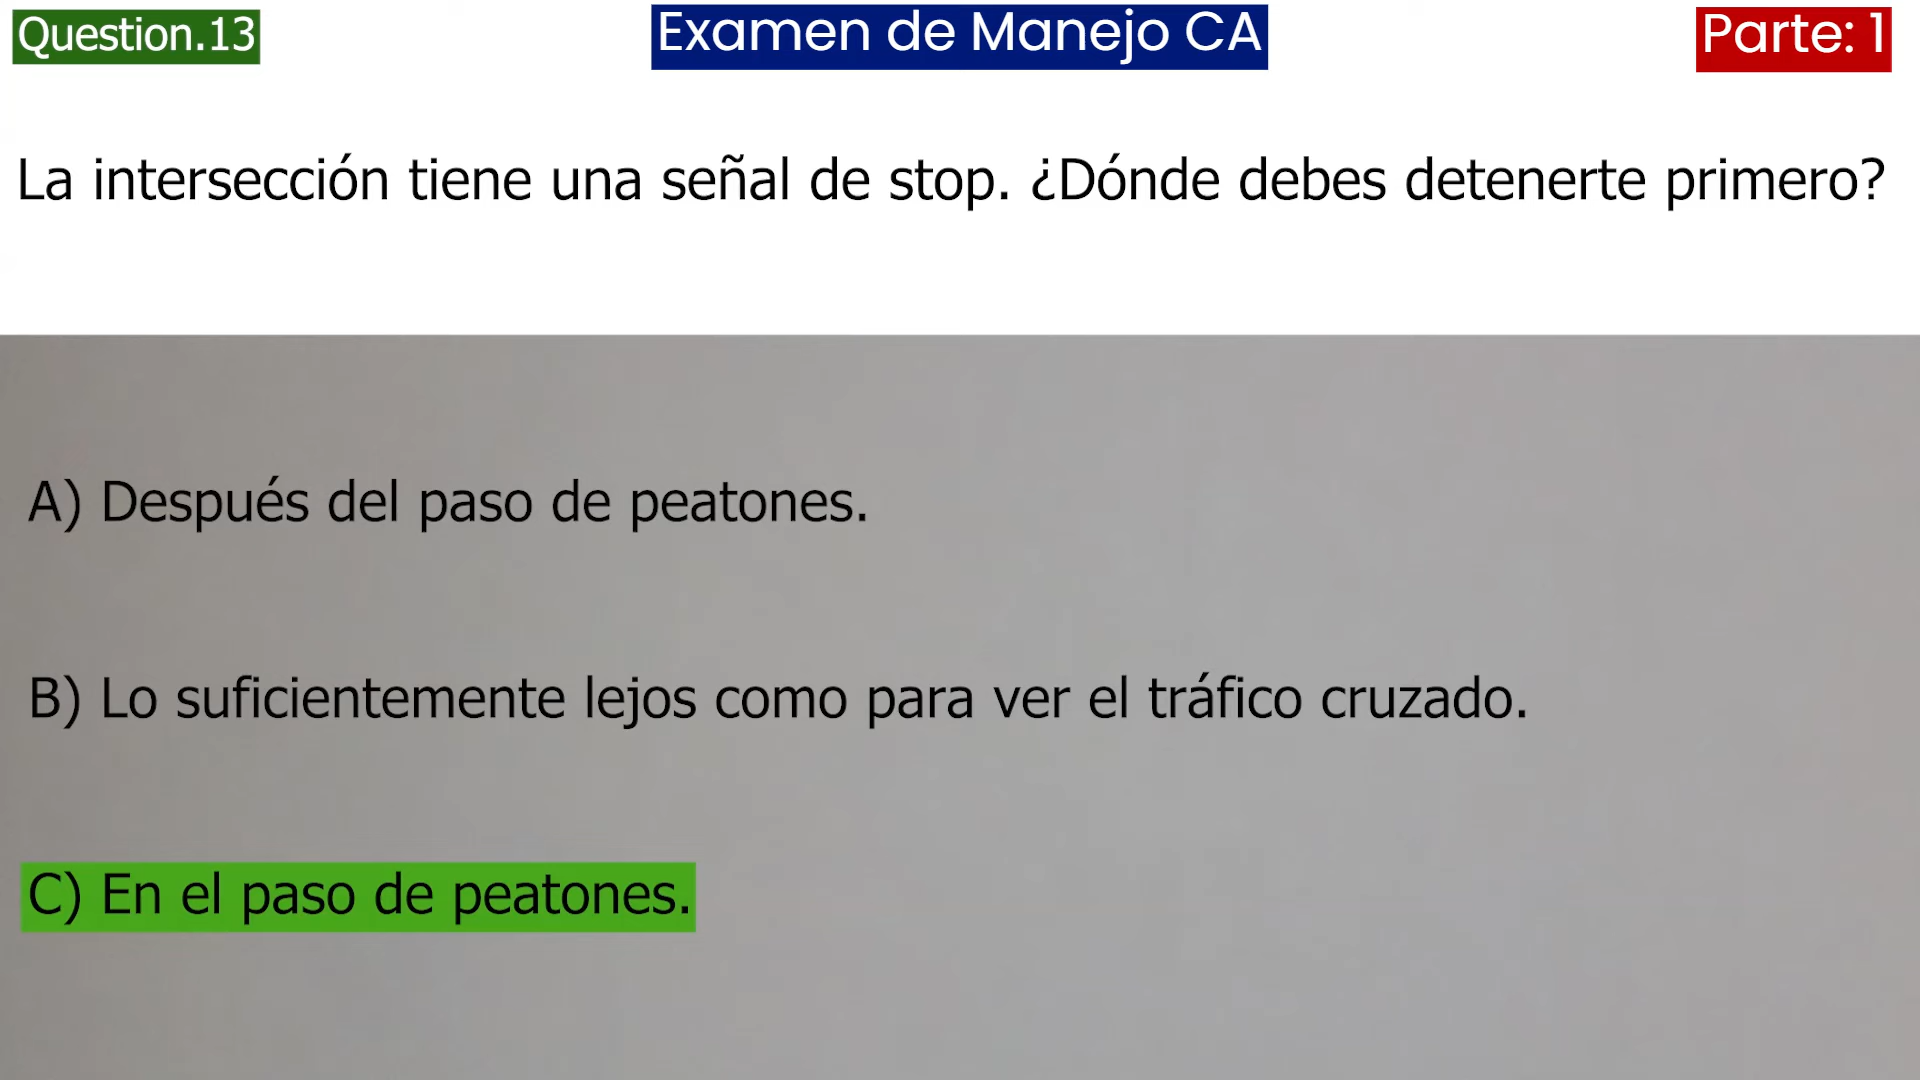 Question.13
Examen de Manejo CA
Parte: 1
La intersección tiene una señal de stop. ¿Dónde debes detenerte primero?
A) Después del paso de peatones.
B) Lo suficientemente lejos como para ver el tráfico cruzado.
C) En el paso de peatones.